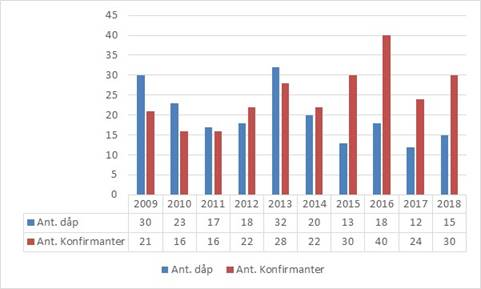 45
40
35
30
25
20
15
10
5
0
2009 2010 2011 2012 2013 2014 2015 2016 2017 2018
Ant. dåp 30 23 17 18 32 20 13 18 12 15
Ant. Konfirmanter 21 16 16 22 28 22 30 40 24 30
Ant. dåp Ant. Konfirmanter